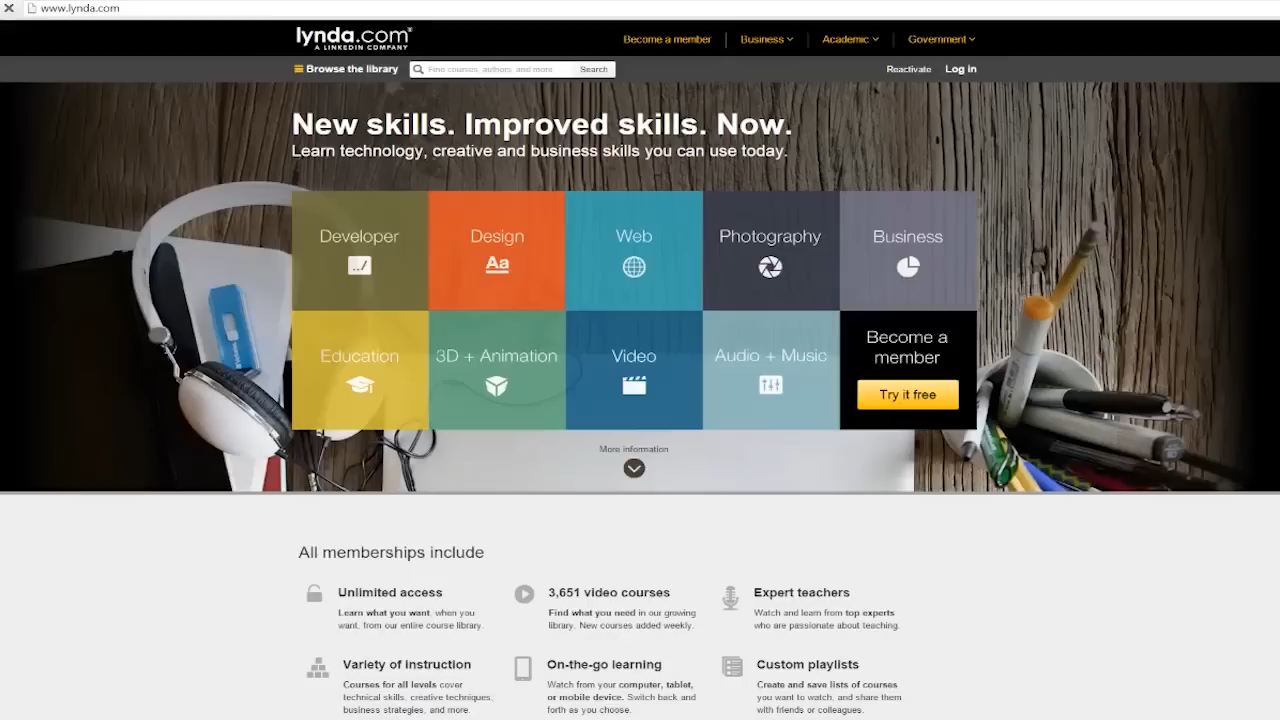 www.lynda.com
lynda.com®
A LINKEDIN COMPANY
Become a member
Business
Academic
Government
Browse the library
Find courses, authors, and more.
Search
Reactivate
Log in
New skills. Improved skills. Now.
Learn technology, creative and business skills you can use today.
Developer
Design
Aa
Web
Photography
Business
Education
3D + Animation
Video
Audio + Music
Become a
member
Try it free
More information
All memberships include
Unlimited access
Learn what you want, when you
want, from our entire course library.
3,651 video courses
Find what you need in our growing
library. New courses added weekly.
Expert teachers
Watch and learn from top experts
who are passionate about teaching.
Variety of instruction
Courses for all levels cover
technical skills, creative techniques,
business strategies, and more.
On-the-go learning
Watch from your computer, tablet,
or mobile device. Switch back and
forth as you choose.
Custom playlists
Create and save lists of courses
you want to watch, and share them
with friends or colleagues.